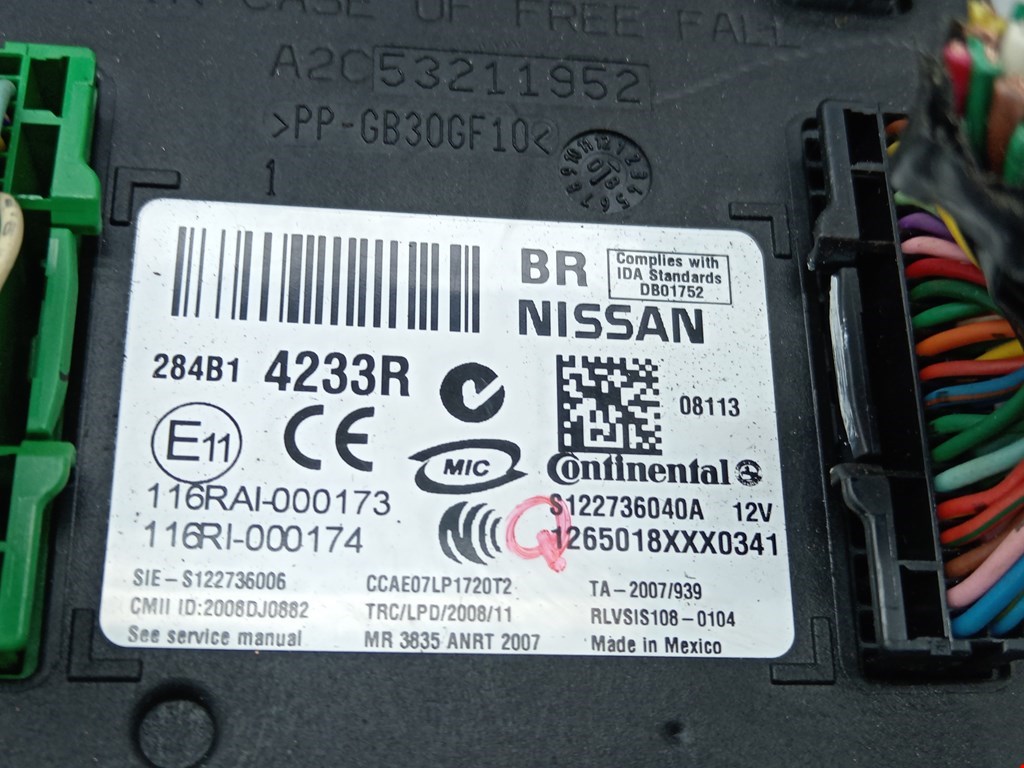 CASE OF FREE FALL
A2C53211952
>PP-GB30GF10<
1
BR
Complies with
IDA Standards
DB01752
NISSAN
284B1 4233R
08113
E11
CE
MIC
Continental
116RAI-000173
S122736040A 12V
116RI-000174
1265018XXX0341
SIE-S122736006
CCAE07LP1720T2
TA-2007/939
CMII ID:2008DJ0882
TRC/LPD/2008/11
RLVSIS108-0104
See service manual
MR 3835 ANRT 2007
Made in Mexico